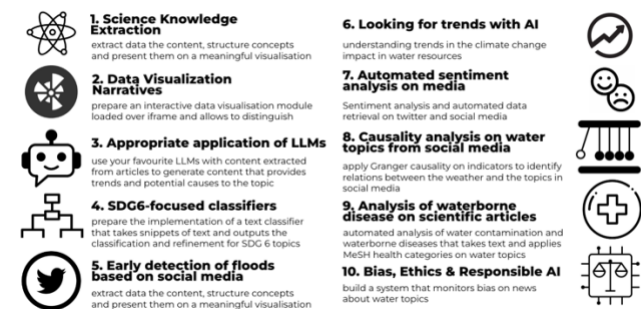 1. Science Knowledge
Extraction
extract data the content, structure concepts
and present them on a meaningful visualisation
2. Data Visualization
Narratives
prepare an interactive data visualisation module
loaded over iframe and allows to distinguish
3. Appropriate application of LLMs
use your favourite LLMs with content extracted
from articles to generate content that provides
trends and potential causes to the topic
4. SDG6-focused classifiers
prepare the implementation of a text classifier
that takes snippets of text and outputs the
classification and refinement for SDG 6 topics
5. Early detection of floods
based on social media
extract data the content, structure concepts
and present them on a meaningful visualisation
6. Looking for trends with AI
understanding trends in the climate change
impact in water resources
7. Automated sentiment
analysis on media
Sentiment analysis and automated data
retrieval on twitter and social media
8. Causality analysis on water
topics from social media
apply Granger causality on indicators to identify
relations between the weather and the topics in
social media
9. Analysis of waterborne
disease on scientific articles
automated analysis of water contamination and
waterborne diseases that takes text and applies
MeSH health categories on water topics
10. Bias, Ethics & Responsible AI
build a system that monitors bias on news
about water topics